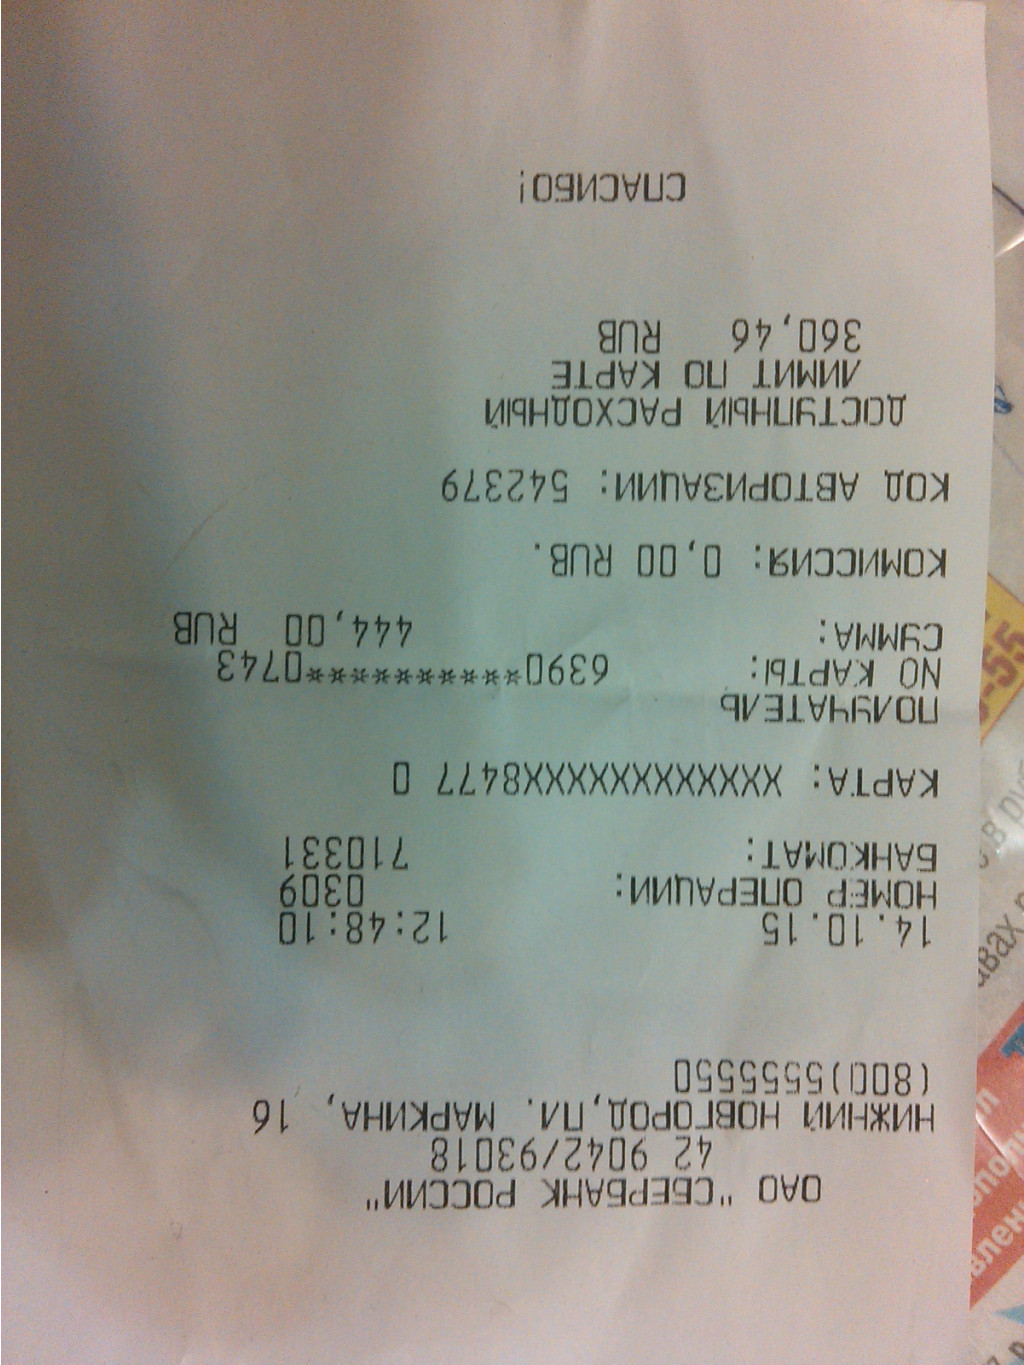 ОАО "СБЕРБАНК РОССИИ"
42 9042/93018
НИЖНИЙ НОВГОРОД,ПЛ. МАРКИНА, 16
(800)5555550
14.10.15 12:48:10
НОМЕР ОПЕРАЦИИ: 0309
БАНКОМАТ: 710331
КАРТА: XXXXXXXXXXXXXX8477 0
ПОЛУЧАТЕЛЬ
NO КАРТЫ: 6390************0743
СУММА: 444,00 RUB
КОМИССИЯ: 0,00 RUB.
КОД АВТОРИЗАЦИИ: 542379
ДОСТУПНЫЙ РАСХОДНЫЙ
ЛИМИТ ПО КАРТЕ
360,46 RUB
СПАСИБО!